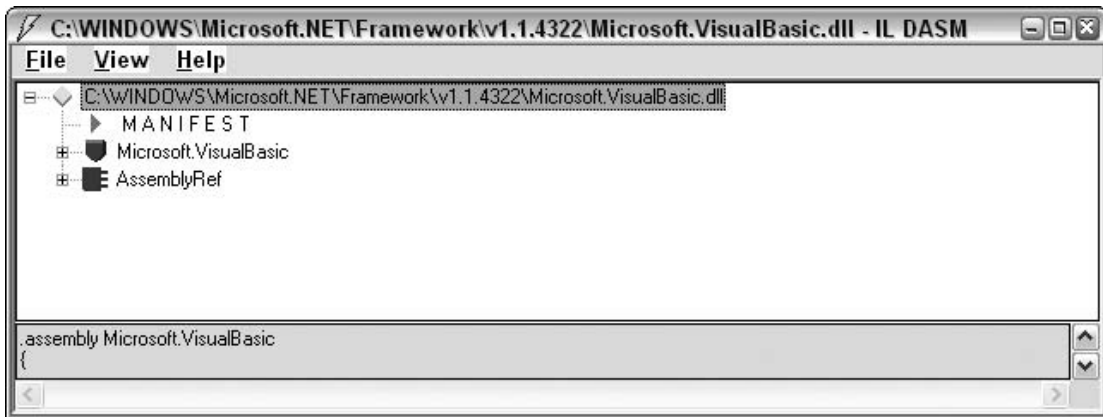 C:\WINDOWS\Microsoft.NET\Framework\v1.1.4322\Microsoft.VisualBasic.dll - IL DASM
File View Help
C:\WINDOWS\Microsoft.NET\Framework\v1.1.4322\Microsoft.VisualBasic.dll
MANIFEST
Microsoft.VisualBasic
AssemblyRef
.assembly Microsoft.VisualBasic
{